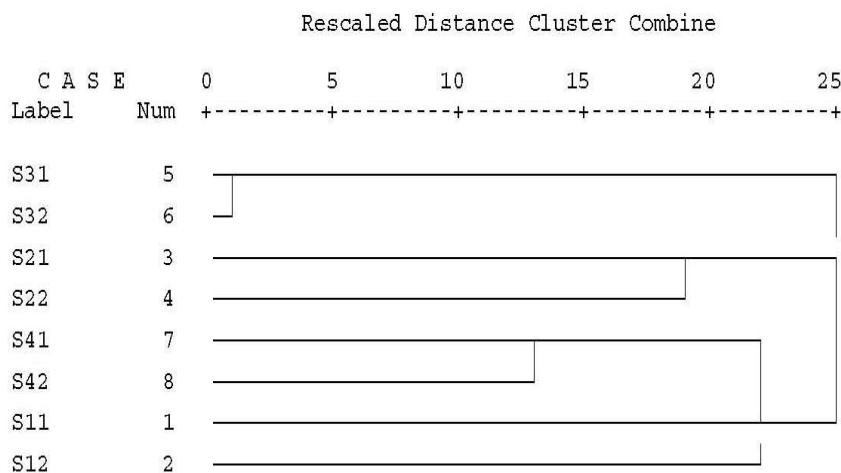 Rescaled Distance Cluster Combine
C A S E 0 5 10 15 20 25
Label Num +---------+---------+---------+---------+---------+
S31 5
S32 6
S21 3
S22 4
S41 7
S42 8
S11 1
S12 2